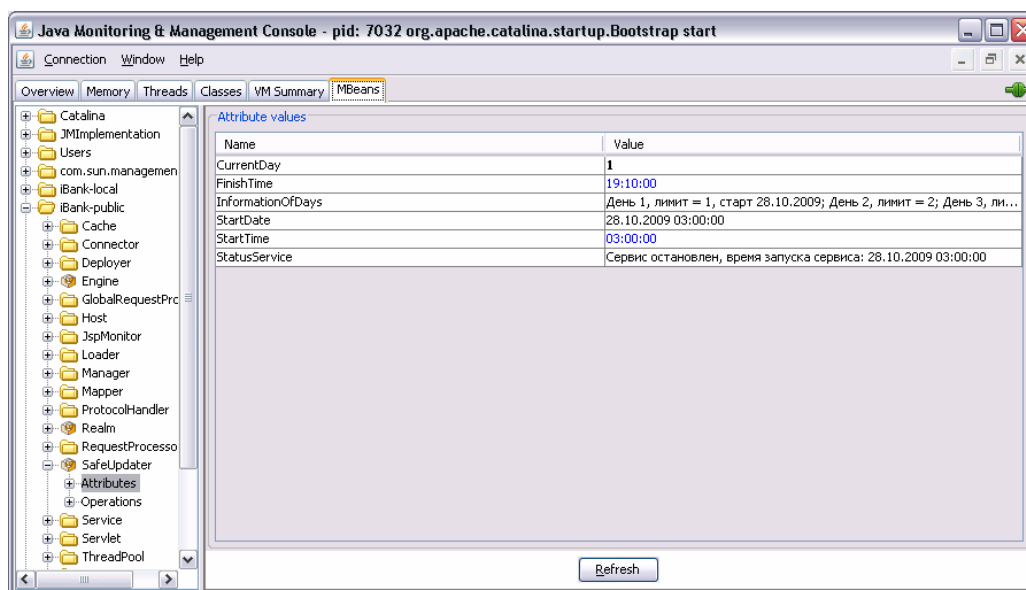 Java Monitoring & Management Console - pid: 7032 org.apache.catalina.startup.Bootstrap start
Connection Window Help
Overview Memory Threads Classes VM Summary MBeans
Catalina
JMImplementation
Users
com.sun.managemen
iBank-local
iBank-public
Cache
Connector
Deployer
Engine
GlobalRequestPrc
Host
JspMonitor
Loader
Manager
Mapper
ProtocolHandler
Realm
RequestProcesso
SafeUpdater
Attributes
Operations
Service
Servlet
ThreadPool
Attribute values
Name Value
CurrentDay 1
FinishTime 19:10:00
InformationOfDays День 1, лимит = 1, старт 28.10.2009; День 2, лимит = 2; День 3, ли...
StartDate 28.10.2009 03:00:00
StartTime 03:00:00
StatusService Сервис остановлен, время запуска сервиса: 28.10.2009 03:00:00
Refresh